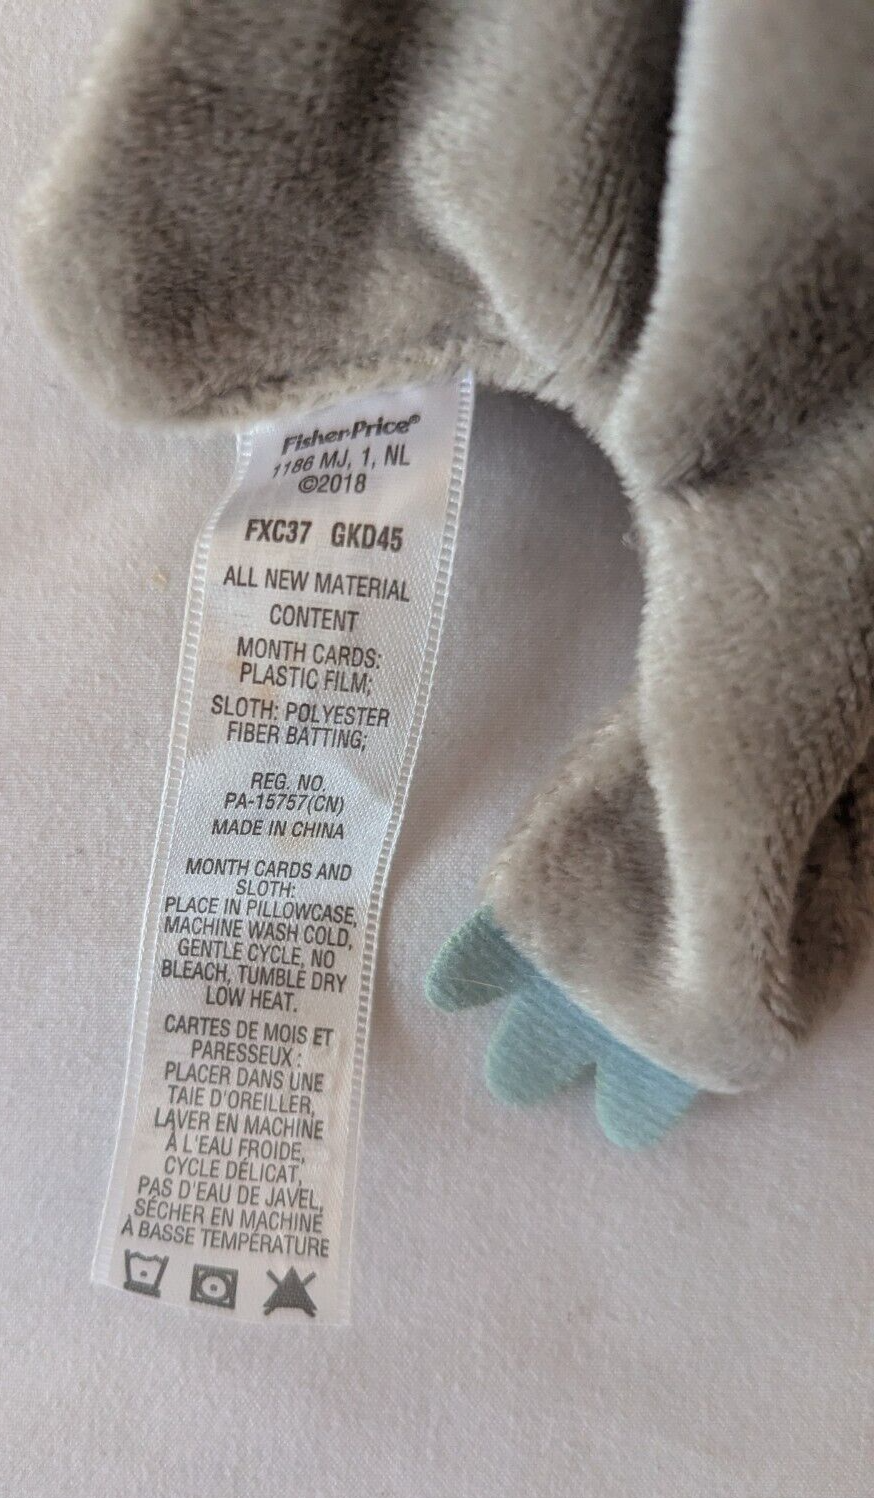 Fisher-Price®
1186 MJ, 1, NL
©2018
FXC37 GKD45
ALL NEW MATERIAL
CONTENT
MONTH CARDS:
PLASTIC FILM;
SLOTH: POLYESTER
FIBER BATTING;
REG. NO.
PA-15757(CN)
MADE IN CHINA
MONTH CARDS AND
SLOTH:
PLACE IN PILLOWCASE,
MACHINE WASH COLD,
GENTLE CYCLE, NO
BLEACH, TUMBLE DRY
LOW HEAT.
CARTES DE MOIS ET
PARESSEUX :
PLACER DANS UNE
TAIE D'OREILLER,
LAVER EN MACHINE
À L'EAU FROIDE,
CYCLE DÉLICAT,
PAS D'EAU DE JAVEL,
SÉCHER EN MACHINE
À BASSE TEMPÉRATURE